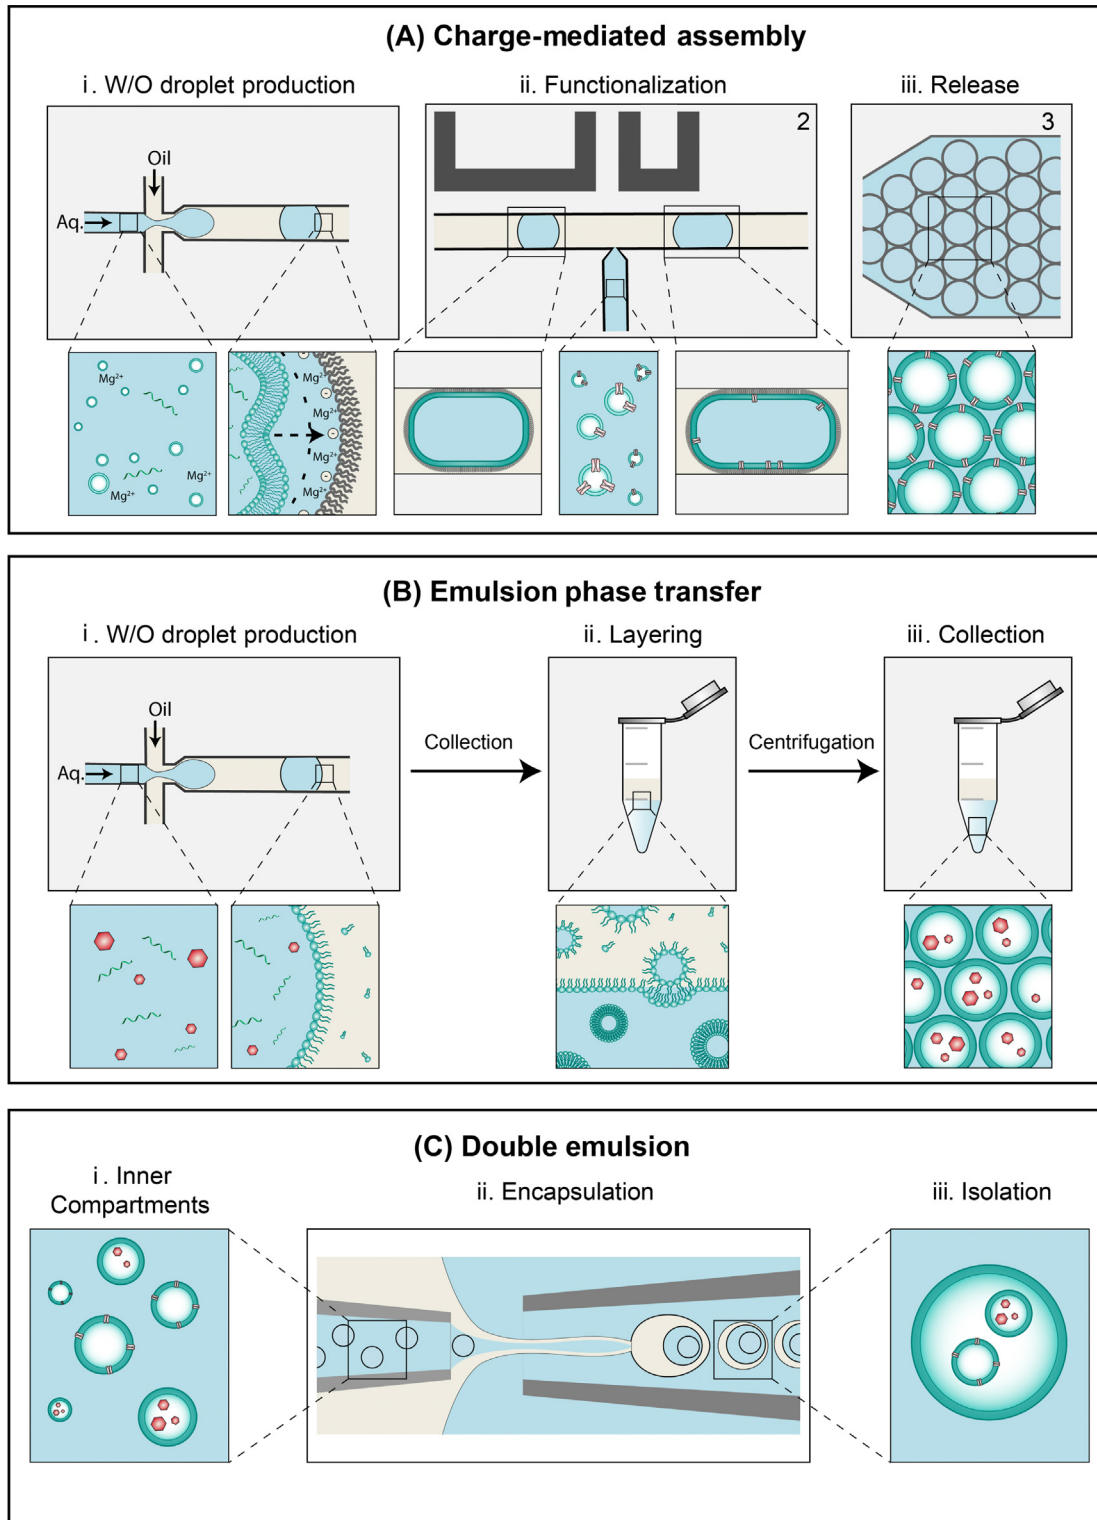 (A) Charge-mediated assembly
i. W/O droplet production
ii. Functionalization
iii. Release
Oil
Aq.
2
3
Mg²⁺
Mg²⁺
Mg²⁺
Mg²⁺
Mg²⁺
Mg²⁺
Mg²⁺
(B) Emulsion phase transfer
i. W/O droplet production
ii. Layering
iii. Collection
Oil
Aq.
Collection
Centrifugation
(C) Double emulsion
i. Inner
Compartments
ii. Encapsulation
iii. Isolation